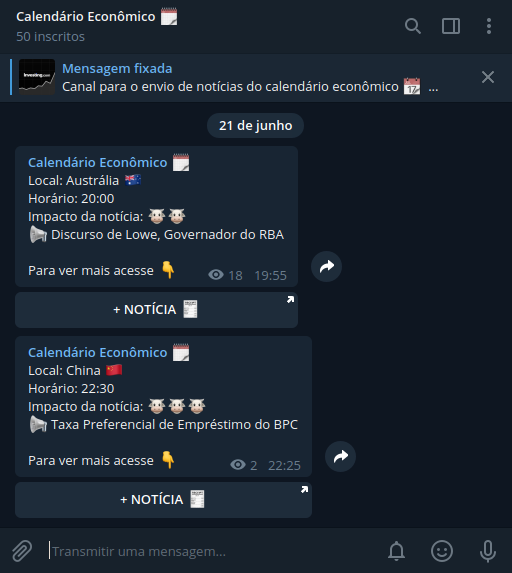 Calendário Econômico
50 inscritos
Mensagem fixada
Canal para o envio de notícias do calendário econômico 17 ...
Investing.com
21 de junho
Calendário Econômico
Local: Austrália
Horário: 20:00
Impacto da notícia:
Discurso de Lowe, Governador do RBA
Para ver mais acesse
18 19:55
+ NOTÍCIA
Calendário Econômico
Local: China
Horário: 22:30
Impacto da notícia:
Taxa Preferencial de Empréstimo do BPC
Para ver mais acesse
2 22:25
+ NOTÍCIA
Transmitir uma mensagem...